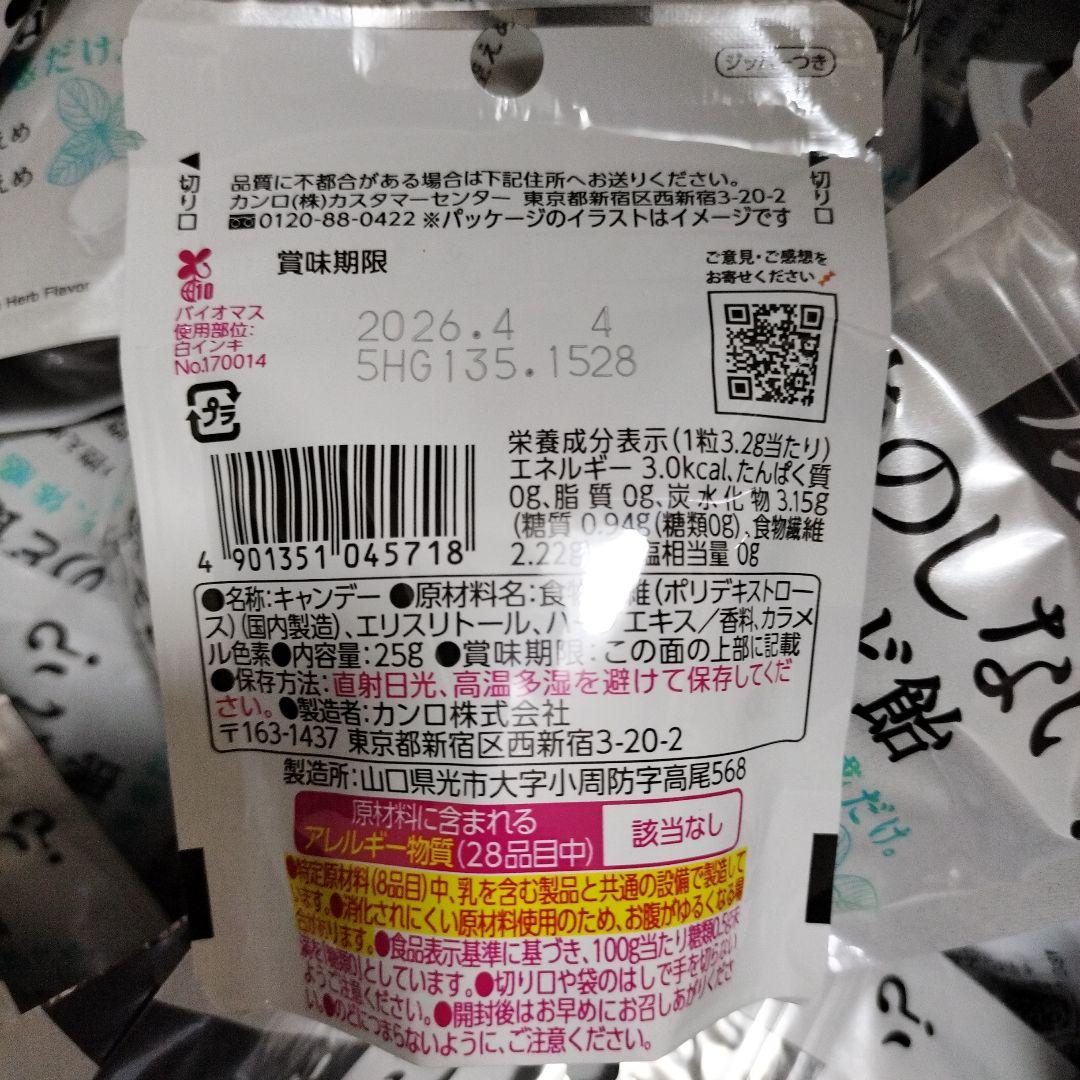 ジッパーつき
切り口
切り口
品質に不都合がある場合は下記住所へお送りください。
カンロ(株)カスタマーセンター 東京都新宿区西新宿3-20-2
0120-88-0422 ※パッケージのイラストはイメージです
賞味期限
2026.4 4
5HG135.1528
ご意見・ご感想を
お寄せください
10
バイオマス
使用部位:
白インキ
No.170014
プラ
4 901351 045718
栄養成分表示(1粒3.2g当たり)
エネルギー 3.0kcal、たんぱく質
0g、脂質 0g、炭水化物 3.15g
(糖質 0.94g(糖類0g)、食物繊維
2.22g 塩相当量 0g
●名称:キャンデー ●原材料名:食物 維(ポリデキストロー
ス)(国内製造)、エリスリトール、ハー エキス/香料、カラメ
ル色素●内容量:25g ●賞味期限:この面の上部に記載
●保存方法:直射日光、高温多湿を避けて保存してくだ
さい。●製造者:カンロ株式会社
〒163-1437 東京都新宿区西新宿3-20-2
製造所:山口県光市大字小周防字高尾568
原材料に含まれる
アレルギー物質(28品目中)
該当なし
●特定原材料(8品目)中、乳を含む製品と共通の設備で製造して
います。●消化されにくい原材料使用のため、お腹がゆるくなる場
合があります。●食品表示基準に基づき、100g当たり糖類0.5g未
満を(糖類0)としています。●切り口や袋のはしで手を切らない
ようご注意ください。●開封後はお早めにお召しあがりくださ
い。●のどにつまらないように、ご注意ください。
だけ。
Herb Flavor
のしない
ど飴
だけ。